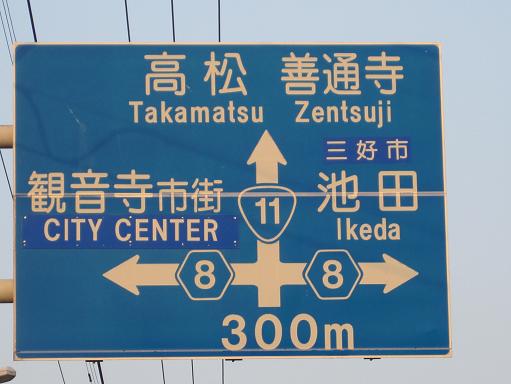 高松 善通寺
Takamatsu Zentsuji
三好市
観音寺市街 池田
CITY CENTER Ikeda
11
8 8
300m